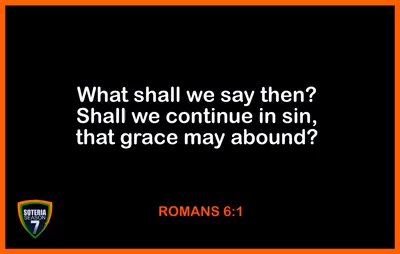 What shall we say then?
Shall we continue in sin,
that grace may abound?
ROMANS 6:1
SOTERIA
SEASON
7